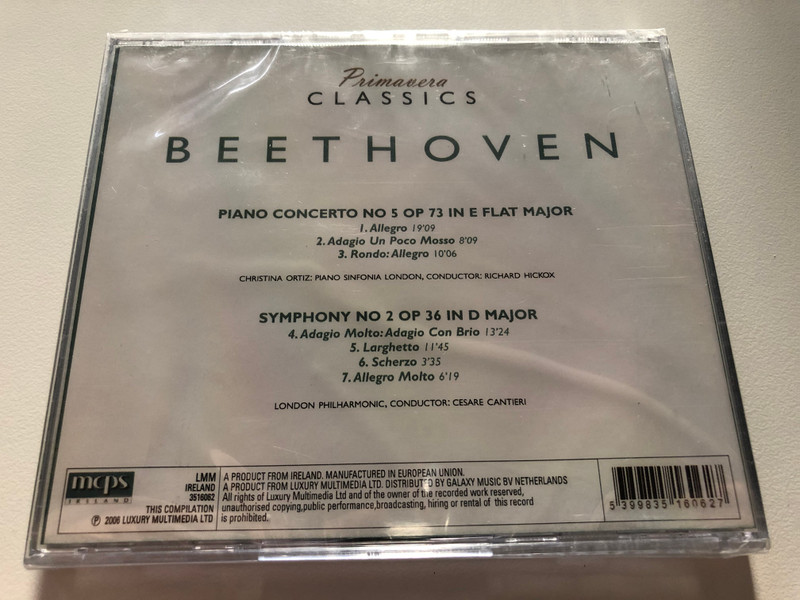 Primavera
CLASSICS
BEETHOVEN
PIANO CONCERTO NO 5 OP 73 IN E FLAT MAJOR
1. Allegro 19'09
2. Adagio Un Poco Mosso 8'09
3. Rondo: Allegro 10'06
CHRISTINA ORTIZ: PIANO SINFONIA LONDON, CONDUCTOR: RICHARD HICKOX
SYMPHONY NO 2 OP 36 IN D MAJOR
4. Adagio Molto: Adagio Con Brio 13'24
5. Larghetto 11'45
6. Scherzo 3'35
7. Allegro Molto 6'19
LONDON PHILHARMONIC, CONDUCTOR: CESARE CANTIERI
mcps
IRELAND
LMM
IRELAND
3516062
THIS COMPILATION
℗ 2006 LUXURY MULTIMEDIA LTD
A PRODUCT FROM IRELAND. MANUFACTURED IN EUROPEAN UNION.
A PRODUCT FROM LUXURY MULTIMEDIA LTD. DISTRIBUTED BY GALAXY MUSIC BV NETHERLANDS
All rights of Luxury Multimedia Ltd and of the owner of the recorded work reserved,
unauthorised copying,public performance,broadcasting, hiring or rental of this record
is prohibited.
5 399835 160627